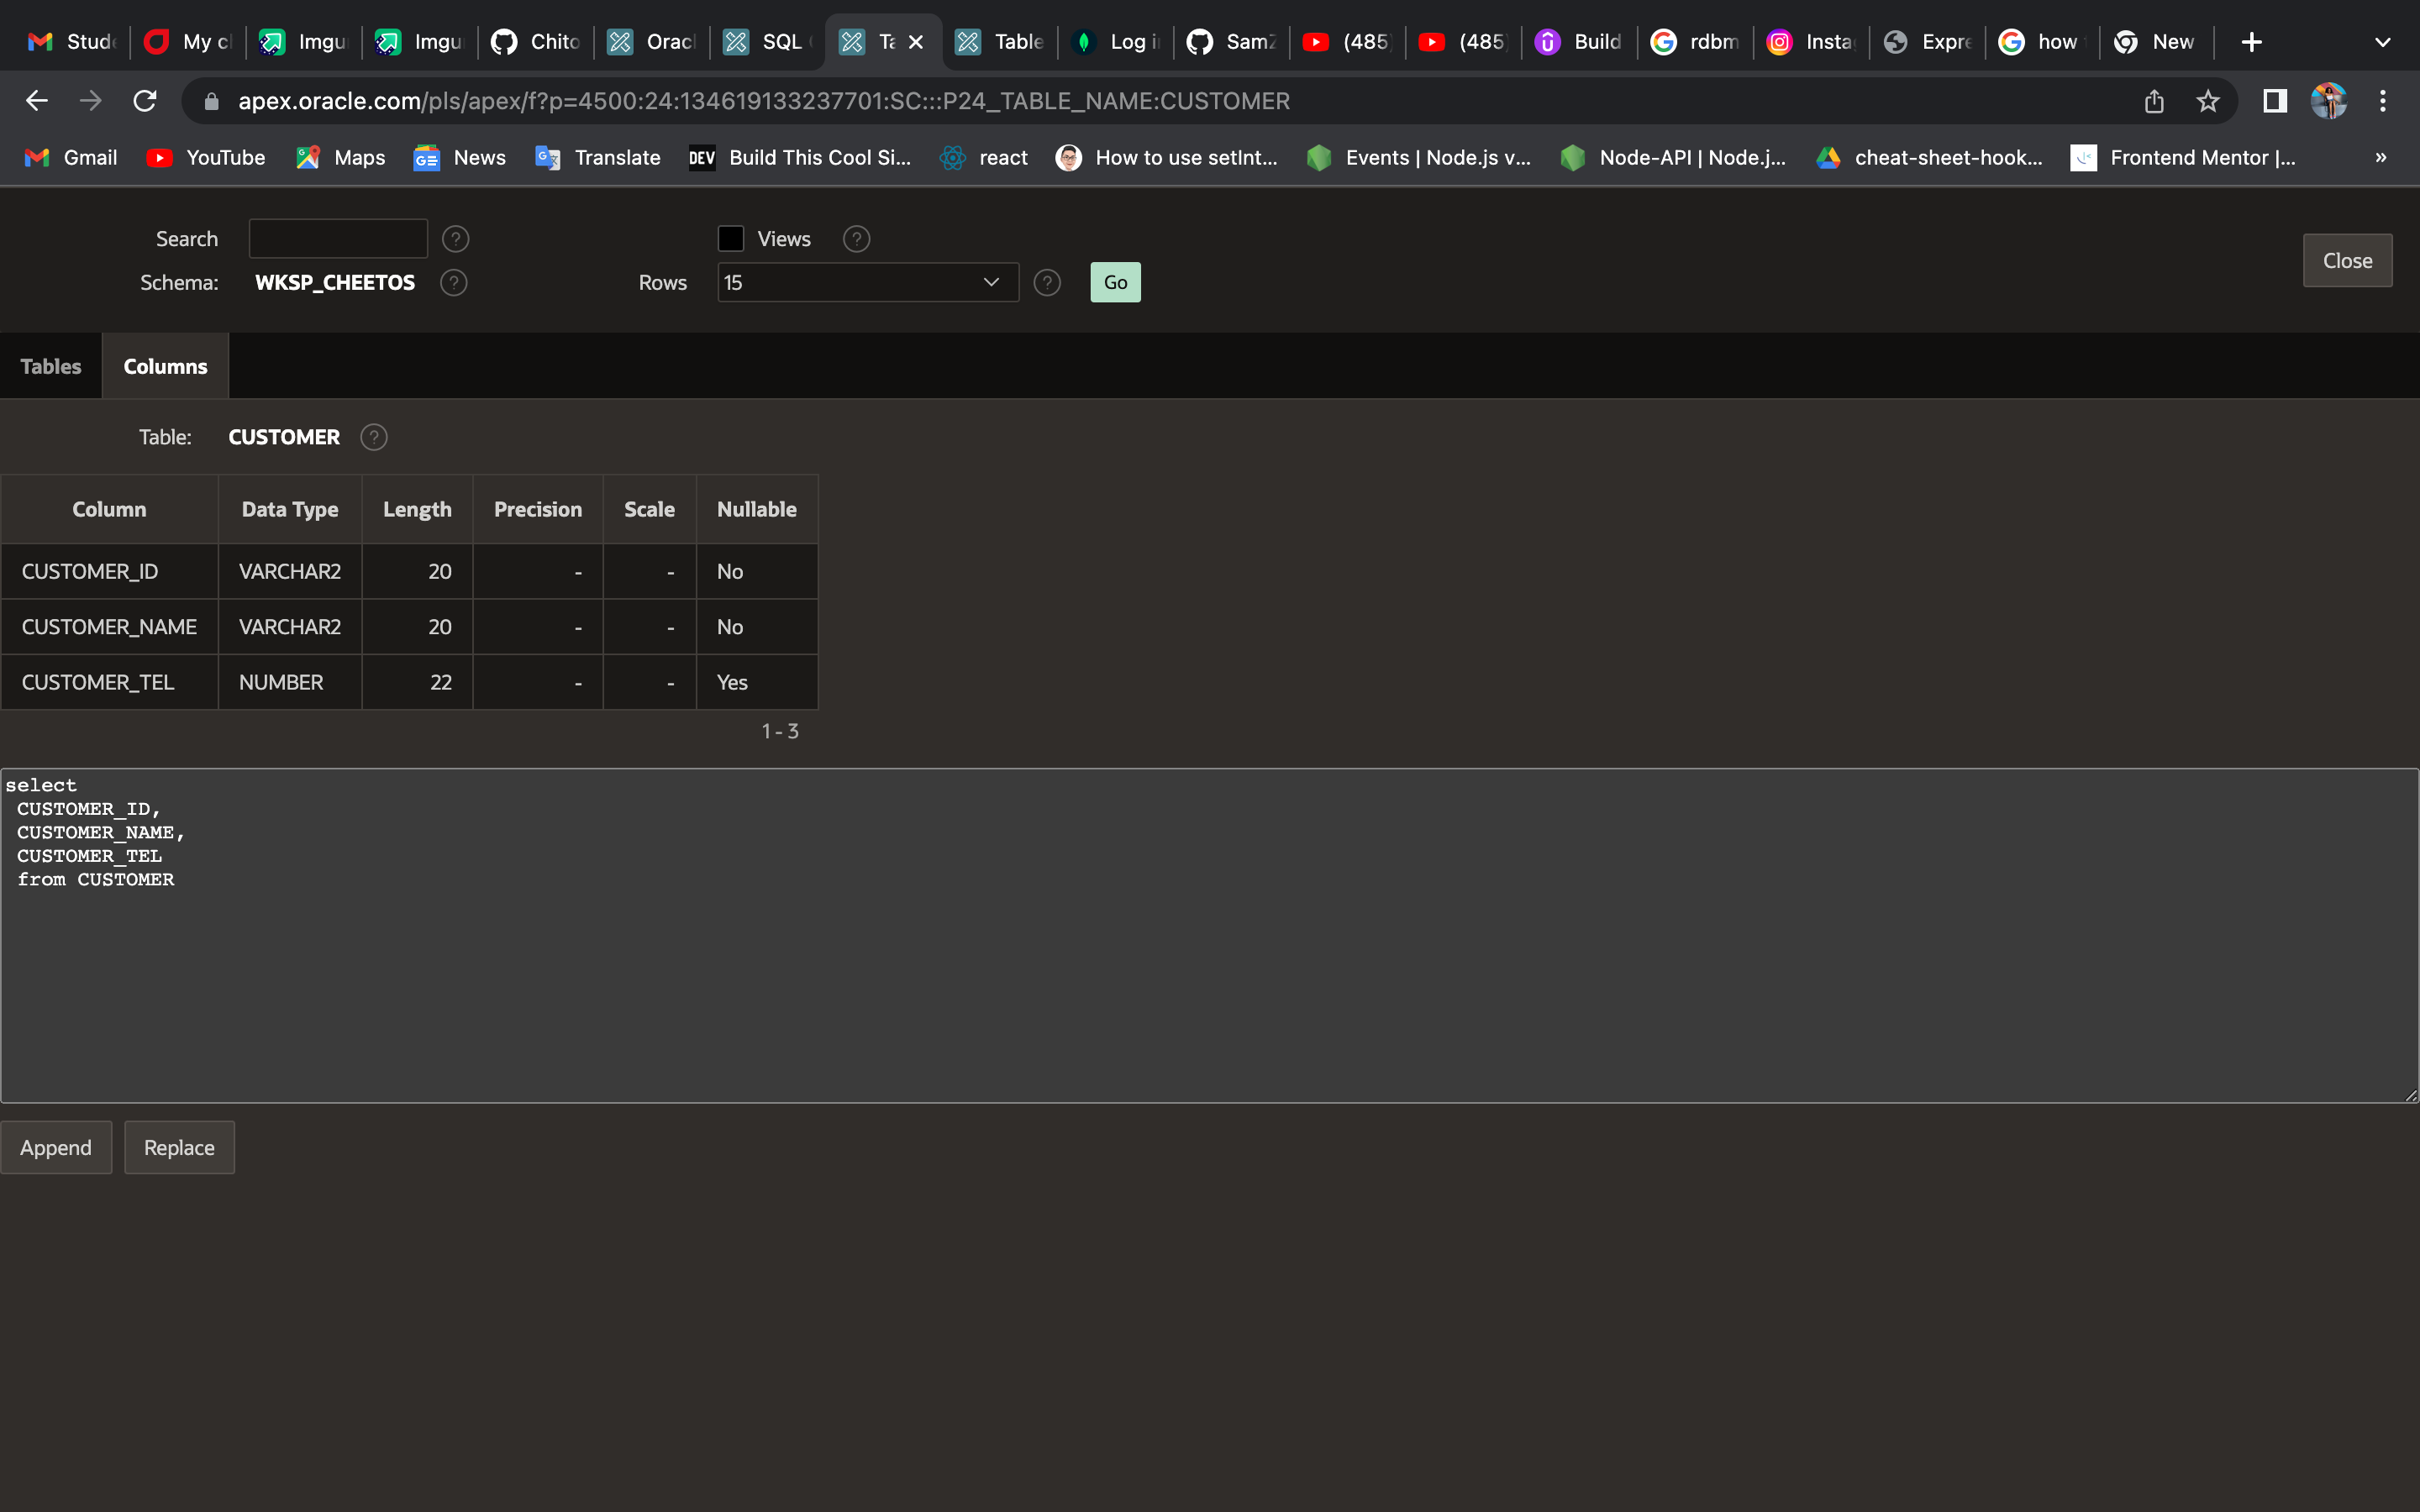 Stude My cl Imgu Imgu Chito Oracl SQL Ta Table Log i SamZ (485) (485) Build rdbm Insta Expre how New
apex.oracle.com/pls/apex/f?p=4500:24:134619133237701:SC:::P24_TABLE_NAME:CUSTOMER
Gmail YouTube Maps News Translate DEV Build This Cool Si... react How to use setInt... Events | Node.js v... Node-API | Node.j... cheat-sheet-hook... Frontend Mentor |... »
Search ? Views ?
Close
Schema: WKSP_CHEETOS ? Rows 15 ? Go
Tables Columns
Table: CUSTOMER ?
Column Data Type Length Precision Scale Nullable
CUSTOMER_ID VARCHAR2 20 - - No
CUSTOMER_NAME VARCHAR2 20 - - No
CUSTOMER_TEL NUMBER 22 - - Yes
1 - 3
select
CUSTOMER_ID,
CUSTOMER_NAME,
CUSTOMER_TEL
from CUSTOMER
Append Replace